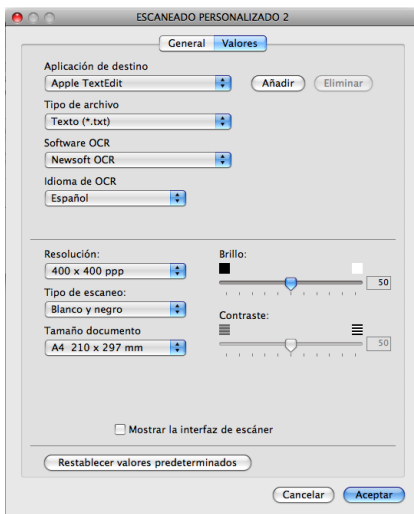 ESCANEADO PERSONALIZADO 2
General Valores
Aplicación de destino
Apple TextEdit Añadir Eliminar
Tipo de archivo
Texto (*.txt)
Software OCR
Newsoft OCR
Idioma de OCR
Español
Resolución: Brillo:
400 x 400 ppp 50
Tipo de escaneo:
Blanco y negro Contraste:
Tamaño documento
A4 210 x 297 mm 50
Mostrar la interfaz de escáner
Restablecer valores predeterminados
Cancelar Aceptar